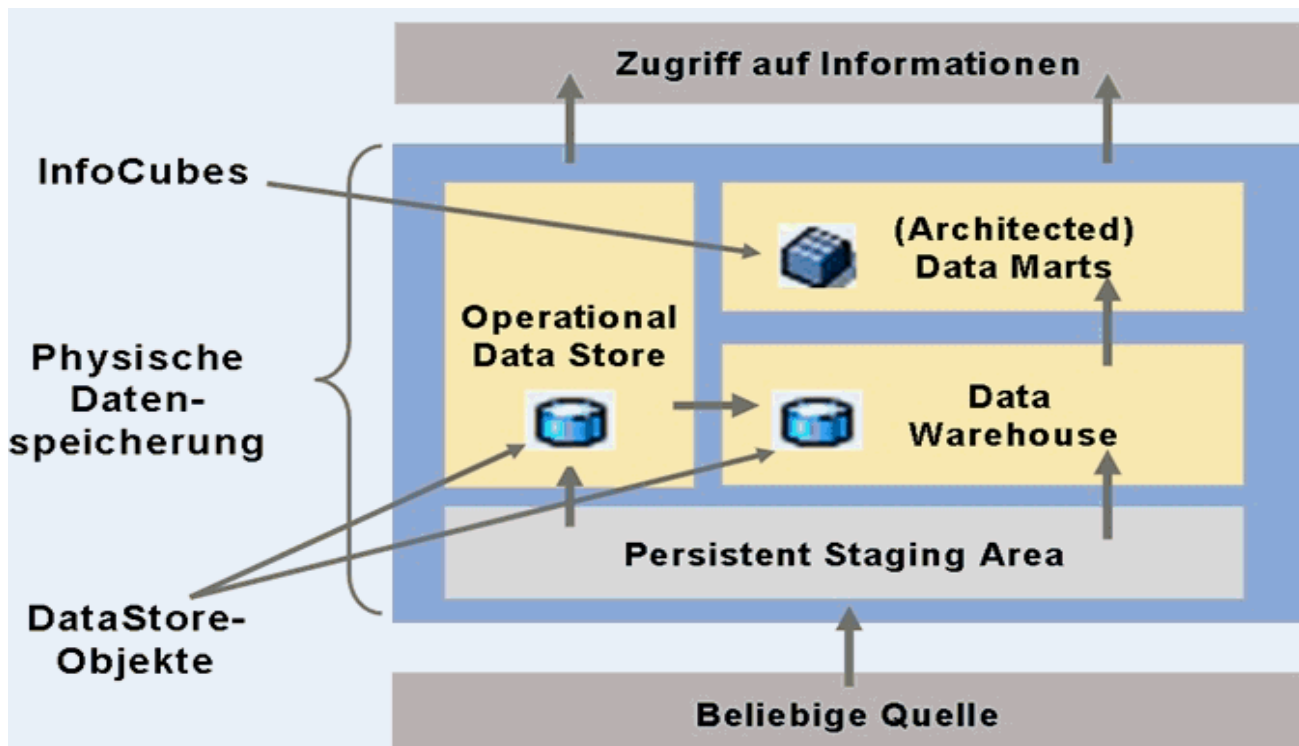 Zugriff auf Informationen
InfoCubes
(Architected)
Data Marts
Operational
Data Store
Physische
Daten-
speicherung
Data
Warehouse
Persistent Staging Area
DataStore-
Objekte
Beliebige Quelle